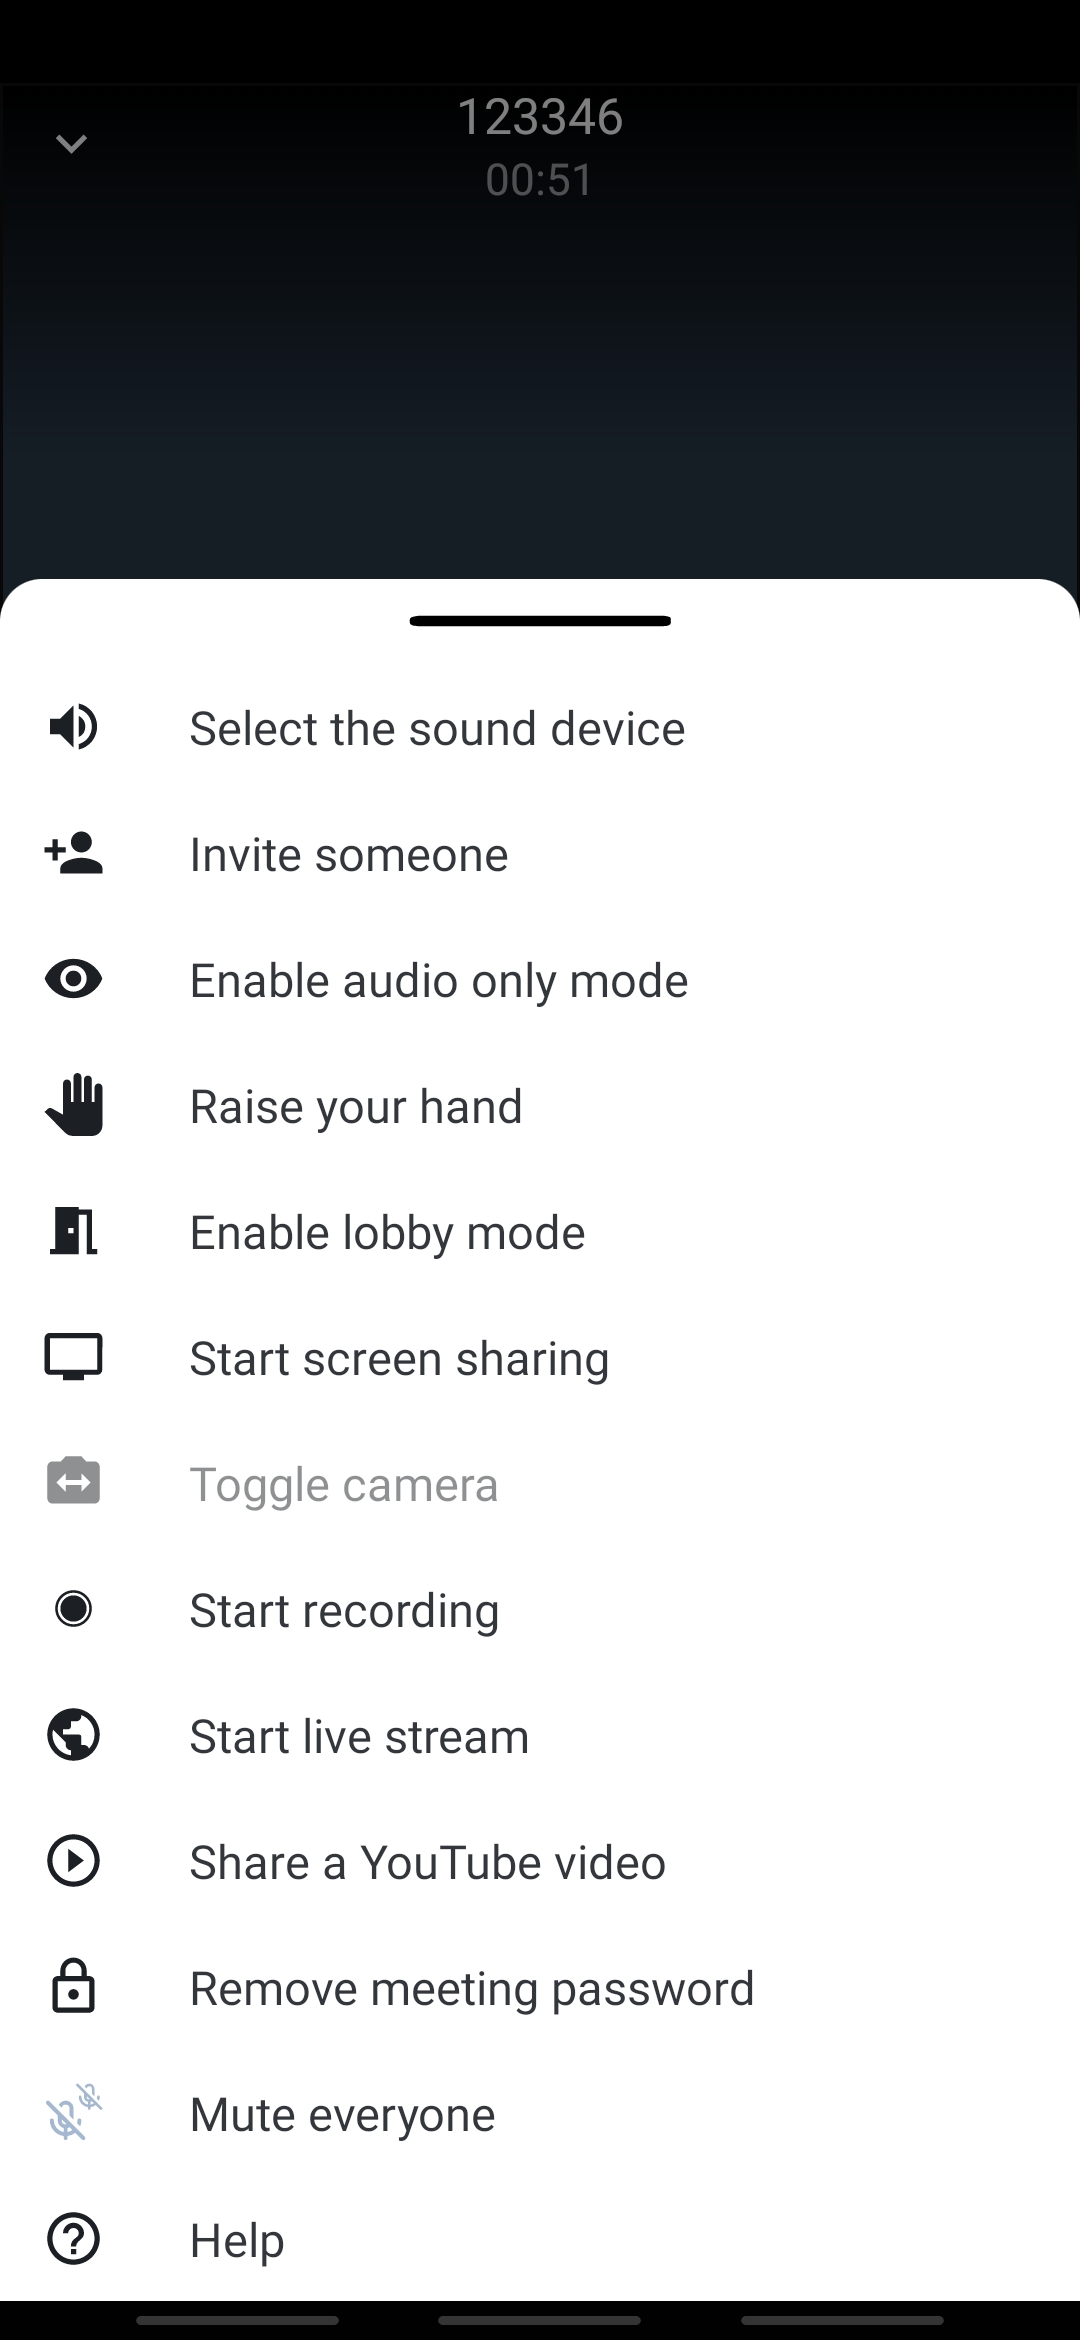 123346
00:51
Select the sound device
Invite someone
Enable audio only mode
Raise your hand
Enable lobby mode
Start screen sharing
Toggle camera
Start recording
Start live stream
Share a YouTube video
Remove meeting password
Mute everyone
Help